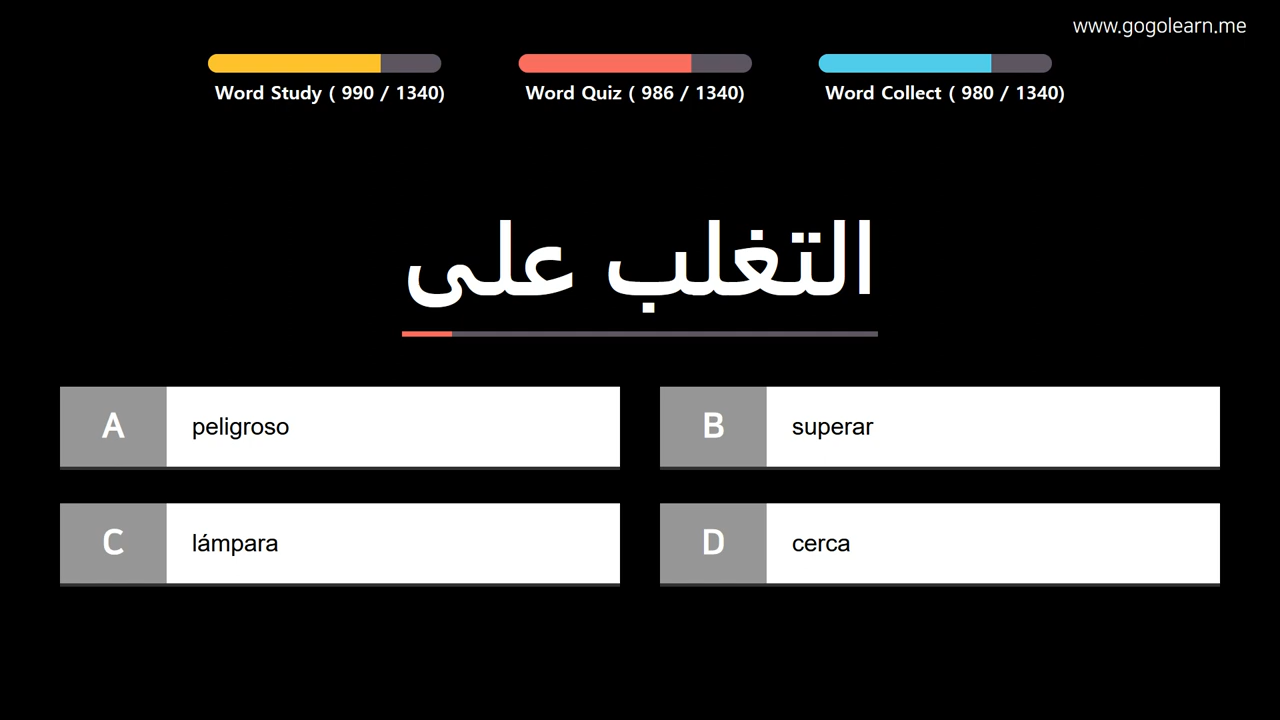 www.gogolearn.me
Word Study ( 990 / 1340)
Word Quiz ( 986 / 1340)
Word Collect ( 980 / 1340)
التغلب على
A peligroso
B superar
C lámpara
D cerca